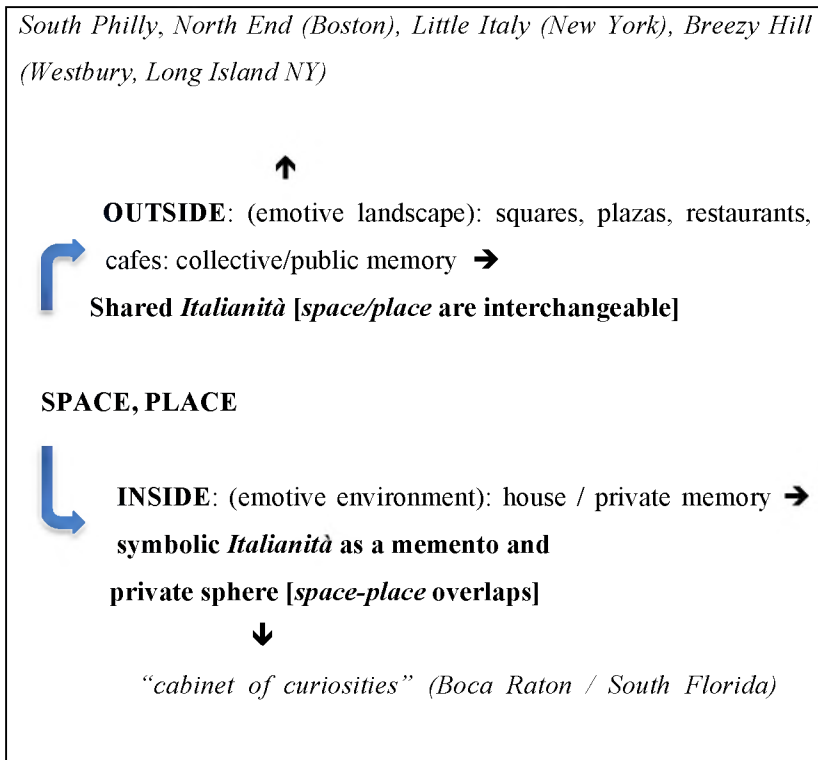 South Philly, North End (Boston), Little Italy (New York), Breezy Hill
(Westbury, Long Island NY)
↑
OUTSIDE: (emotive landscape): squares, plazas, restaurants,
cafes: collective/public memory →
Shared Italianità [space/place are interchangeable]
SPACE, PLACE
INSIDE: (emotive environment): house / private memory →
symbolic Italianità as a memento and
private sphere [space-place overlaps]
↓
“cabinet of curiosities” (Boca Raton / South Florida)